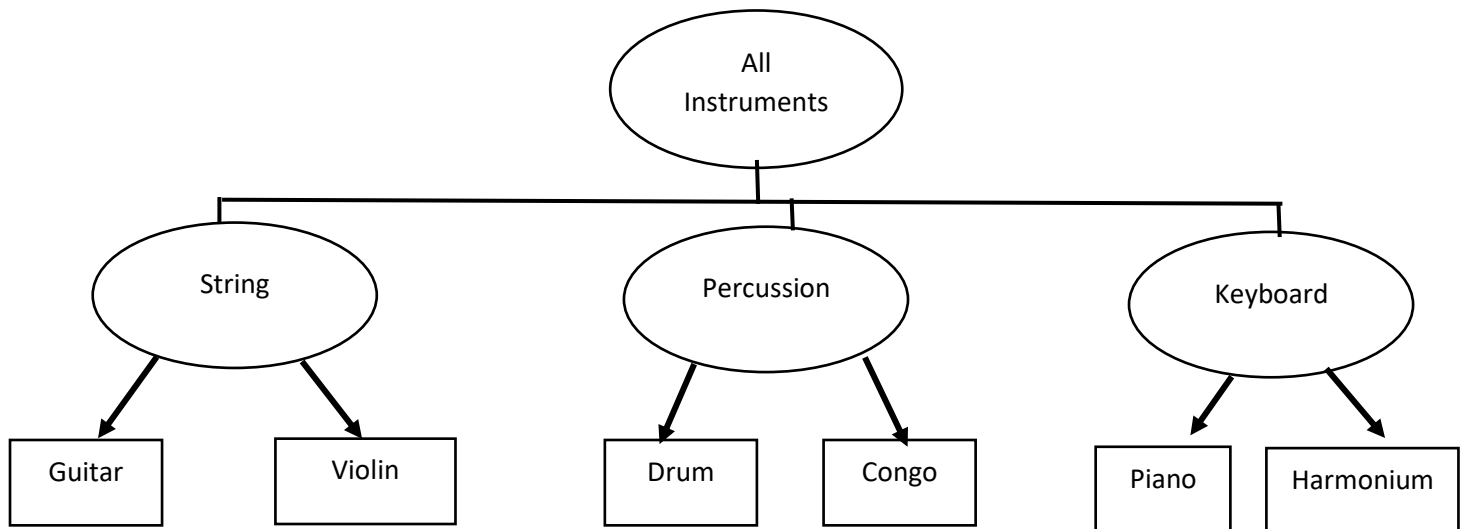 All
Instruments
String
Percussion
Keyboard
Guitar
Violin
Drum
Congo
Piano
Harmonium